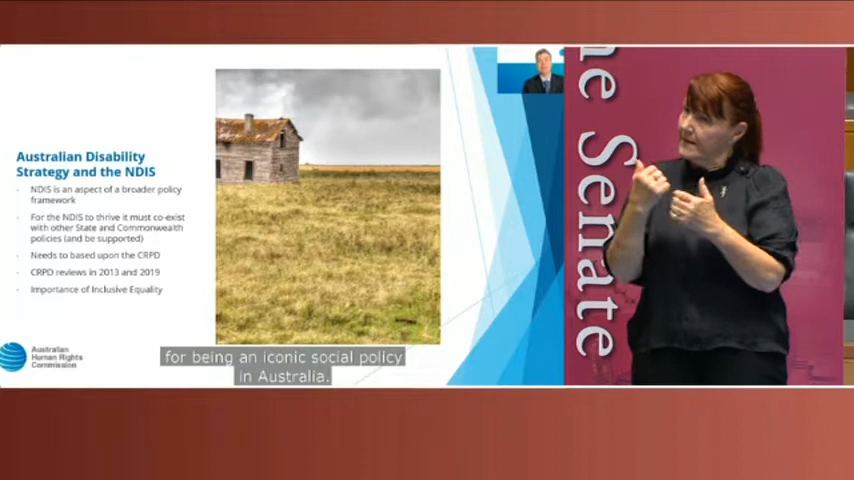 Australian Disability
Strategy and the NDIS
· NDIS is an aspect of a broader policy
framework
· For the NDIS to thrive it must co-exist
with other State and Commonwealth
policies (and be supported)
· Needs to based upon the CRPD
· CRPD reviews in 2013 and 2019
· Importance of Inclusive Equality
Australian
Human Rights
Commission
for being an iconic social policy
in Australia.
he Senate